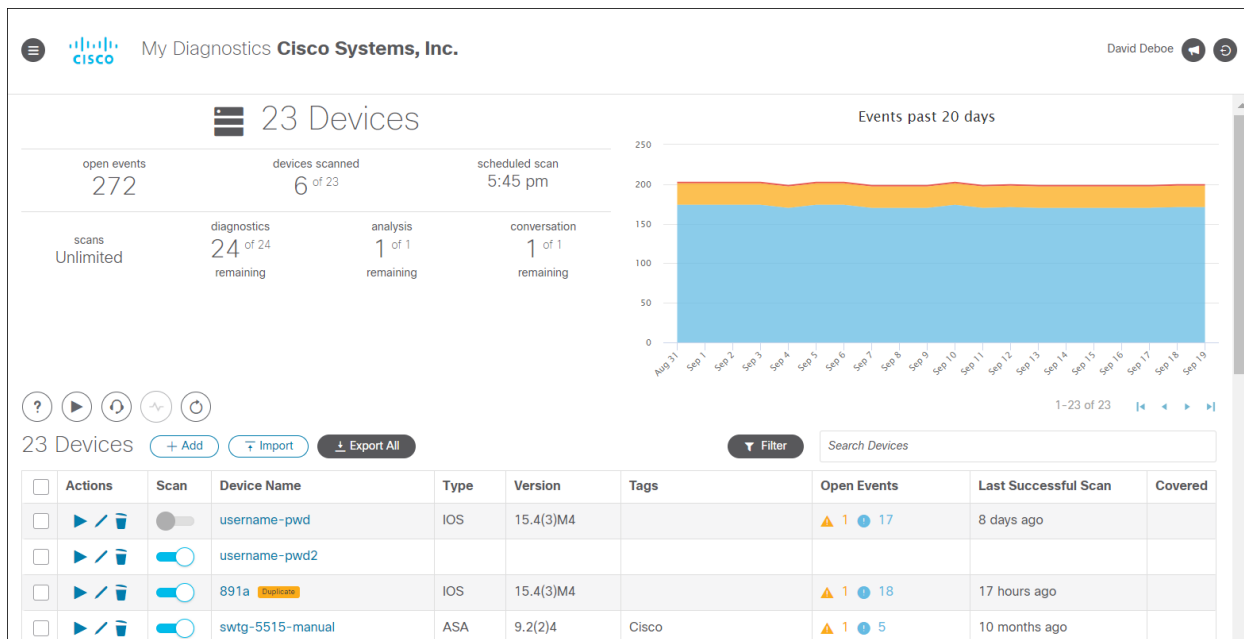 CISCO My Diagnostics Cisco Systems, Inc.
David Deboe
23 Devices
open events
272
devices scanned
6 of 23
scheduled scan
5:45 pm
scans
Unlimited
diagnostics
24 of 24
remaining
analysis
1 of 1
remaining
conversation
1 of 1
remaining
Events past 20 days
250
200
150
100
50
0
Aug 31 Sep 1 Sep 2 Sep 3 Sep 4 Sep 5 Sep 6 Sep 7 Sep 8 Sep 9 Sep 10 Sep 11 Sep 12 Sep 13 Sep 14 Sep 15 Sep 16 Sep 17 Sep 18 Sep 19
?
1-23 of 23
23 Devices + Add Import Export All Filter Search Devices
Actions Scan Device Name Type Version Tags Open Events Last Successful Scan Covered
username-pwd IOS 15.4(3)M4 1 17 8 days ago
username-pwd2
891a Duplicate IOS 15.4(3)M4 1 18 17 hours ago
swtg-5515-manual ASA 9.2(2)4 Cisco 1 5 10 months ago